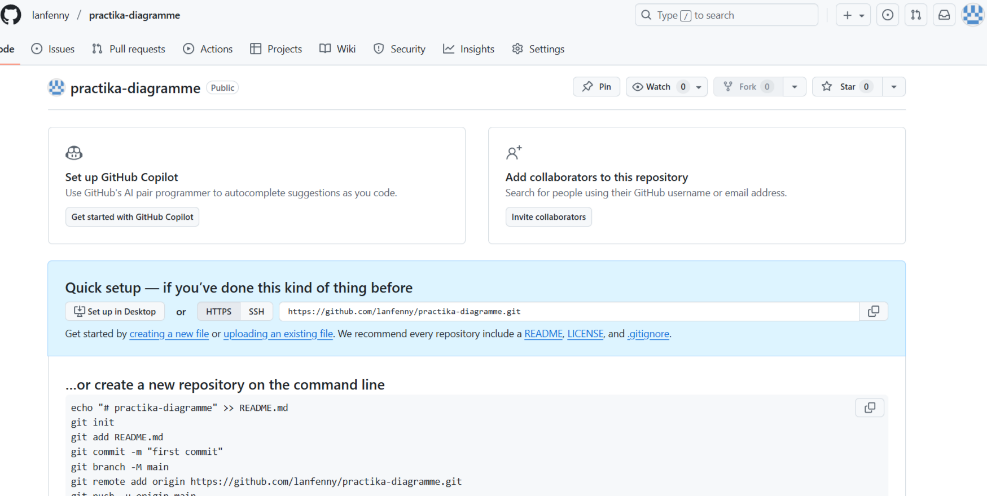 lanfenny / practika-diagramme
Type / to search
ode Issues Pull requests Actions Projects Wiki Security Insights Settings
practika-diagramme Public
Pin Watch 0 Fork 0 Star 0
Set up GitHub Copilot
Use GitHub's AI pair programmer to autocomplete suggestions as you code.
Get started with GitHub Copilot
Add collaborators to this repository
Search for people using their GitHub username or email address.
Invite collaborators
Quick setup — if you've done this kind of thing before
Set up in Desktop or HTTPS SSH https://github.com/lanfenny/practika-diagramme.git
Get started by creating a new file or uploading an existing file. We recommend every repository include a README, LICENSE, and .gitignore.
...or create a new repository on the command line
echo "# practika-diagramme" >> README.md
git init
git add README.md
git commit -m "first commit"
git branch -M main
git remote add origin https://github.com/lanfenny/practika-diagramme.git
git push -u origin main